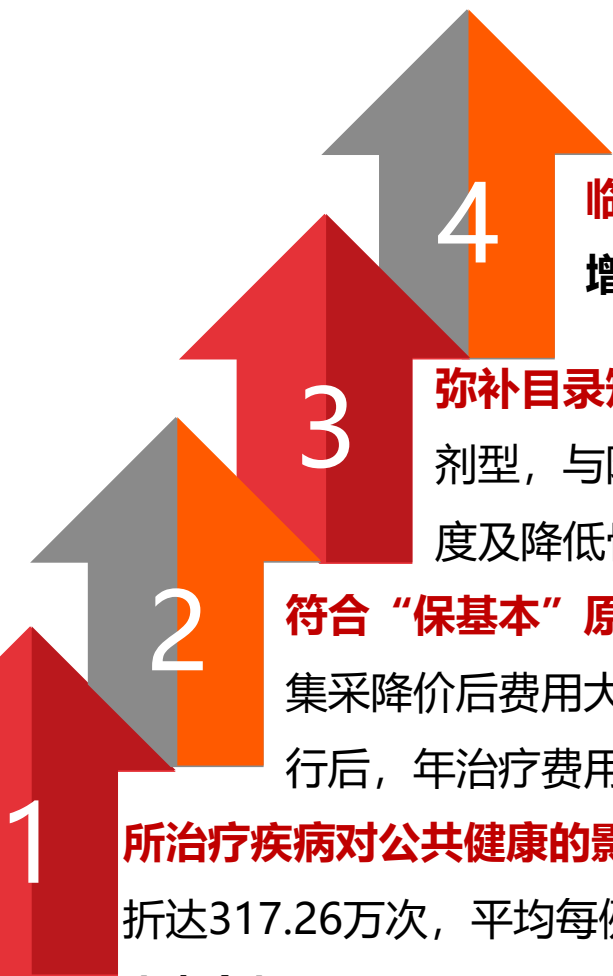 4
临
增
3
弥补目录
剂型，与
度及降低
2
符合“保基本”原
集采降价后费用大
行后，年治疗费用
1
所治疗疾病对公共健康的影
折达317.26万次，平均每例